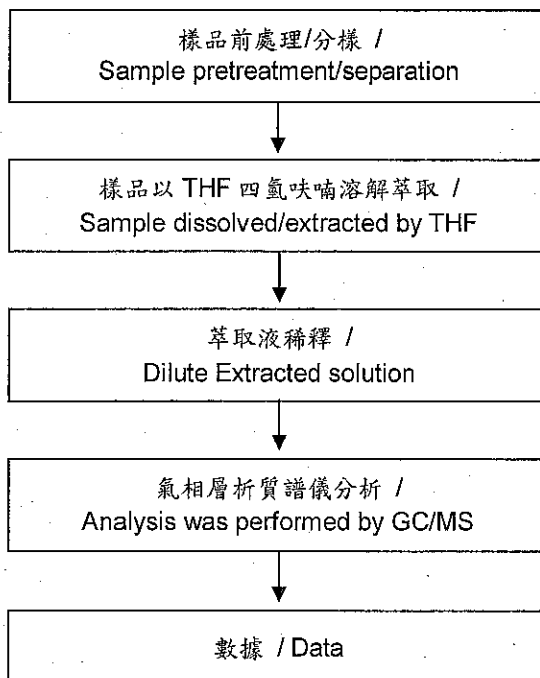 樣品前處理/分樣 /
Sample pretreatment/separation
樣品以 THF 四氫呋喃溶解萃取 /
Sample dissolved/extracted by THF
萃取液稀釋 /
Dilute Extracted solution
氣相層析質譜儀分析 /
Analysis was performed by GC/MS
數據 / Data